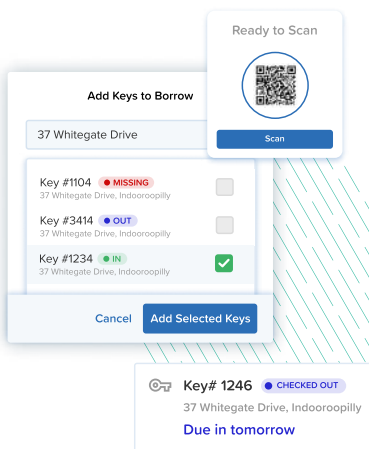 Ready to Scan
Scan
Add Keys to Borrow
37 Whitegate Drive
Key #1104 MISSING
37 Whitegate Drive, Indooroopilly
Key #3414 OUT
37 Whitegate Drive, Indooroopilly
Key #1234 IN
37 Whitegate Drive, Indooroopilly
Cancel Add Selected Keys
Key# 1246 CHECKED OUT
37 Whitegate Drive, Indooroopilly
Due in tomorrow